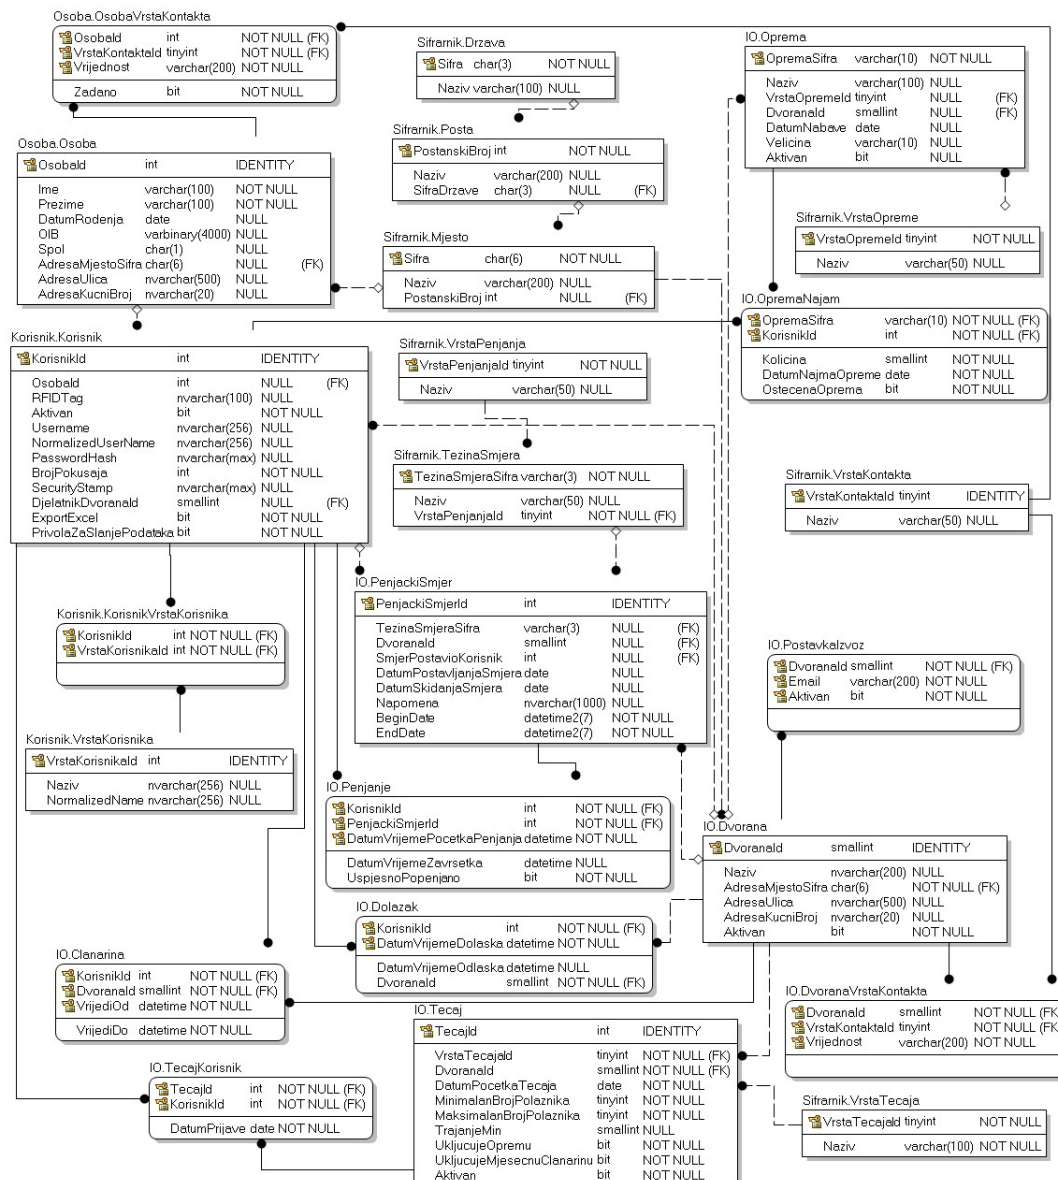 Osoba.OsobaVrstaKontakta
OsobaId int NOT NULL (FK)
VrstaKontaktaId tinyint NOT NULL (FK)
Vrijednost varchar(200) NOT NULL
Zadano bit NOT NULL
Sifrarnik.Drzava
Sifra char(3) NOT NULL
Naziv varchar(100) NULL
IO.Oprema
OpremaSifra varchar(10) NOT NULL
Naziv varchar(100) NULL
VrstaOpremeId tinyint NULL (FK)
DvoranaId smallint NULL (FK)
DatumNabave date NULL
Velicina varchar(10) NULL
Aktivan bit NULL
Sifrarnik.Posta
PostanskiBroj int NOT NULL
Naziv varchar(200) NULL
SifraDrzave char(3) NULL (FK)
Osoba.Osoba
OsobaId int IDENTITY
Ime varchar(100) NOT NULL
Prezime varchar(100) NOT NULL
DatumRodenja date NULL
OIB varbinary(4000) NULL
Spol char(1) NULL
AdresaMjestoSifra char(6) NULL (FK)
AdresaUlica nvarchar(500) NULL
AdresaKucniBroj nvarchar(20) NULL
Sifrarnik.Mjesto
Sifra char(6) NOT NULL
Naziv varchar(200) NULL
PostanskiBroj int NULL (FK)
Sifrarnik.VrstaOpreme
VrstaOpremeId tinyint NOT NULL
Naziv varchar(50) NULL
IO.OpremaNajam
OpremaSifra varchar(10) NOT NULL (FK)
KorisnikId int NOT NULL (FK)
Kolicina smallint NOT NULL
DatumNajmaOpreme date NOT NULL
OstecenaOprema bit NOT NULL
Korisnik.Korisnik
KorisnikId int IDENTITY
OsobaId int NULL (FK)
RFIDTag nvarchar(100) NULL
Aktivan bit NOT NULL
Username nvarchar(256) NULL
NormalizedUserName nvarchar(256) NULL
PasswordHash nvarchar(max) NULL
BrojPokusaja int NOT NULL
SecurityStamp nvarchar(max) NULL
DjelatnikDvoranaId smallint NULL (FK)
ExportExcel bit NOT NULL
PrivolaZaSlanjePodataka bit NOT NULL
Sifrarnik.VrstaPenjanja
VrstaPenjanjaId tinyint NOT NULL
Naziv varchar(50) NULL
Sifrarnik.TezinaSmjera
TezinaSmjeraSifra varchar(3) NOT NULL
Naziv varchar(50) NULL
VrstaPenjanjaId tinyint NOT NULL (FK)
Sifrarnik.VrstaKontakta
VrstaKontaktaId tinyint IDENTITY
Naziv varchar(50) NULL
IO.PenjackiSmjer
PenjackiSmjerId int IDENTITY
TezinaSmjeraSifra varchar(3) NULL (FK)
DvoranaId smallint NULL (FK)
SmjerPostavioKorisnik int NULL (FK)
DatumPostavljanjaSmjera date NULL
DatumSkidanjaSmjera date NULL
Napomena nvarchar(1000) NULL
BeginDate datetime2(7) NOT NULL
EndDate datetime2(7) NOT NULL
Korisnik.KorisnikVrstaKorisnika
KorisnikId int NOT NULL (FK)
VrstaKorisnikaId int NOT NULL (FK)
IO.PostavkaIzvoz
DvoranaId smallint NOT NULL (FK)
Email varchar(200) NOT NULL
Aktivan bit NOT NULL
Korisnik.VrstaKorisnika
VrstaKorisnikaId int IDENTITY
Naziv nvarchar(256) NULL
NormalizedName nvarchar(256) NULL
IO.Penjanje
KorisnikId int NOT NULL (FK)
PenjackiSmjerId int NOT NULL (FK)
DatumVrijemePocetkaPenjanja datetime NOT NULL
DatumVrijemeZavrsetka datetime NULL
UspjesnoPopenjano bit NOT NULL
IO.Dvorana
DvoranaId smallint IDENTITY
Naziv nvarchar(200) NULL
AdresaMjestoSifra char(6) NOT NULL (FK)
AdresaUlica nvarchar(500) NULL
AdresaKucniBroj nvarchar(20) NULL
Aktivan bit NOT NULL
IO.Dolazak
KorisnikId int NOT NULL (FK)
DatumVrijemeDolaska datetime NOT NULL
DatumVrijemeOdlaska datetime NULL
DvoranaId smallint NOT NULL (FK)
IO.Clanarina
KorisnikId int NOT NULL (FK)
DvoranaId smallint NOT NULL (FK)
VrijediOd datetime NOT NULL
VrijediDo datetime NOT NULL
IO.DvoranaVrstaKontakta
DvoranaId smallint NOT NULL (FK
VrstaKontaktaId tinyint NOT NULL (FK
Vrijednost varchar(200) NOT NULL
IO.Tecaj
TecajId int IDENTITY
VrstaTecajaId tinyint NOT NULL (FK)
DvoranaId smallint NOT NULL (FK)
DatumPocetkaTecaja date NOT NULL
MinimalanBrojPolaznika tinyint NOT NULL
MaksimalanBrojPolaznika tinyint NOT NULL
TrajanjeMin smallint NULL
UkljucujeOpremu bit NOT NULL
UkljucujeMjesecnuClanarinu bit NOT NULL
Aktivan bit NOT NULL
IO.TecajKorisnik
TecajId int NOT NULL (FK)
KorisnikId int NOT NULL (FK)
DatumPrijave date NOT NULL
Sifrarnik.VrstaTecaja
VrstaTecajaId tinyint NOT NULL
Naziv varchar(100) NOT NULL